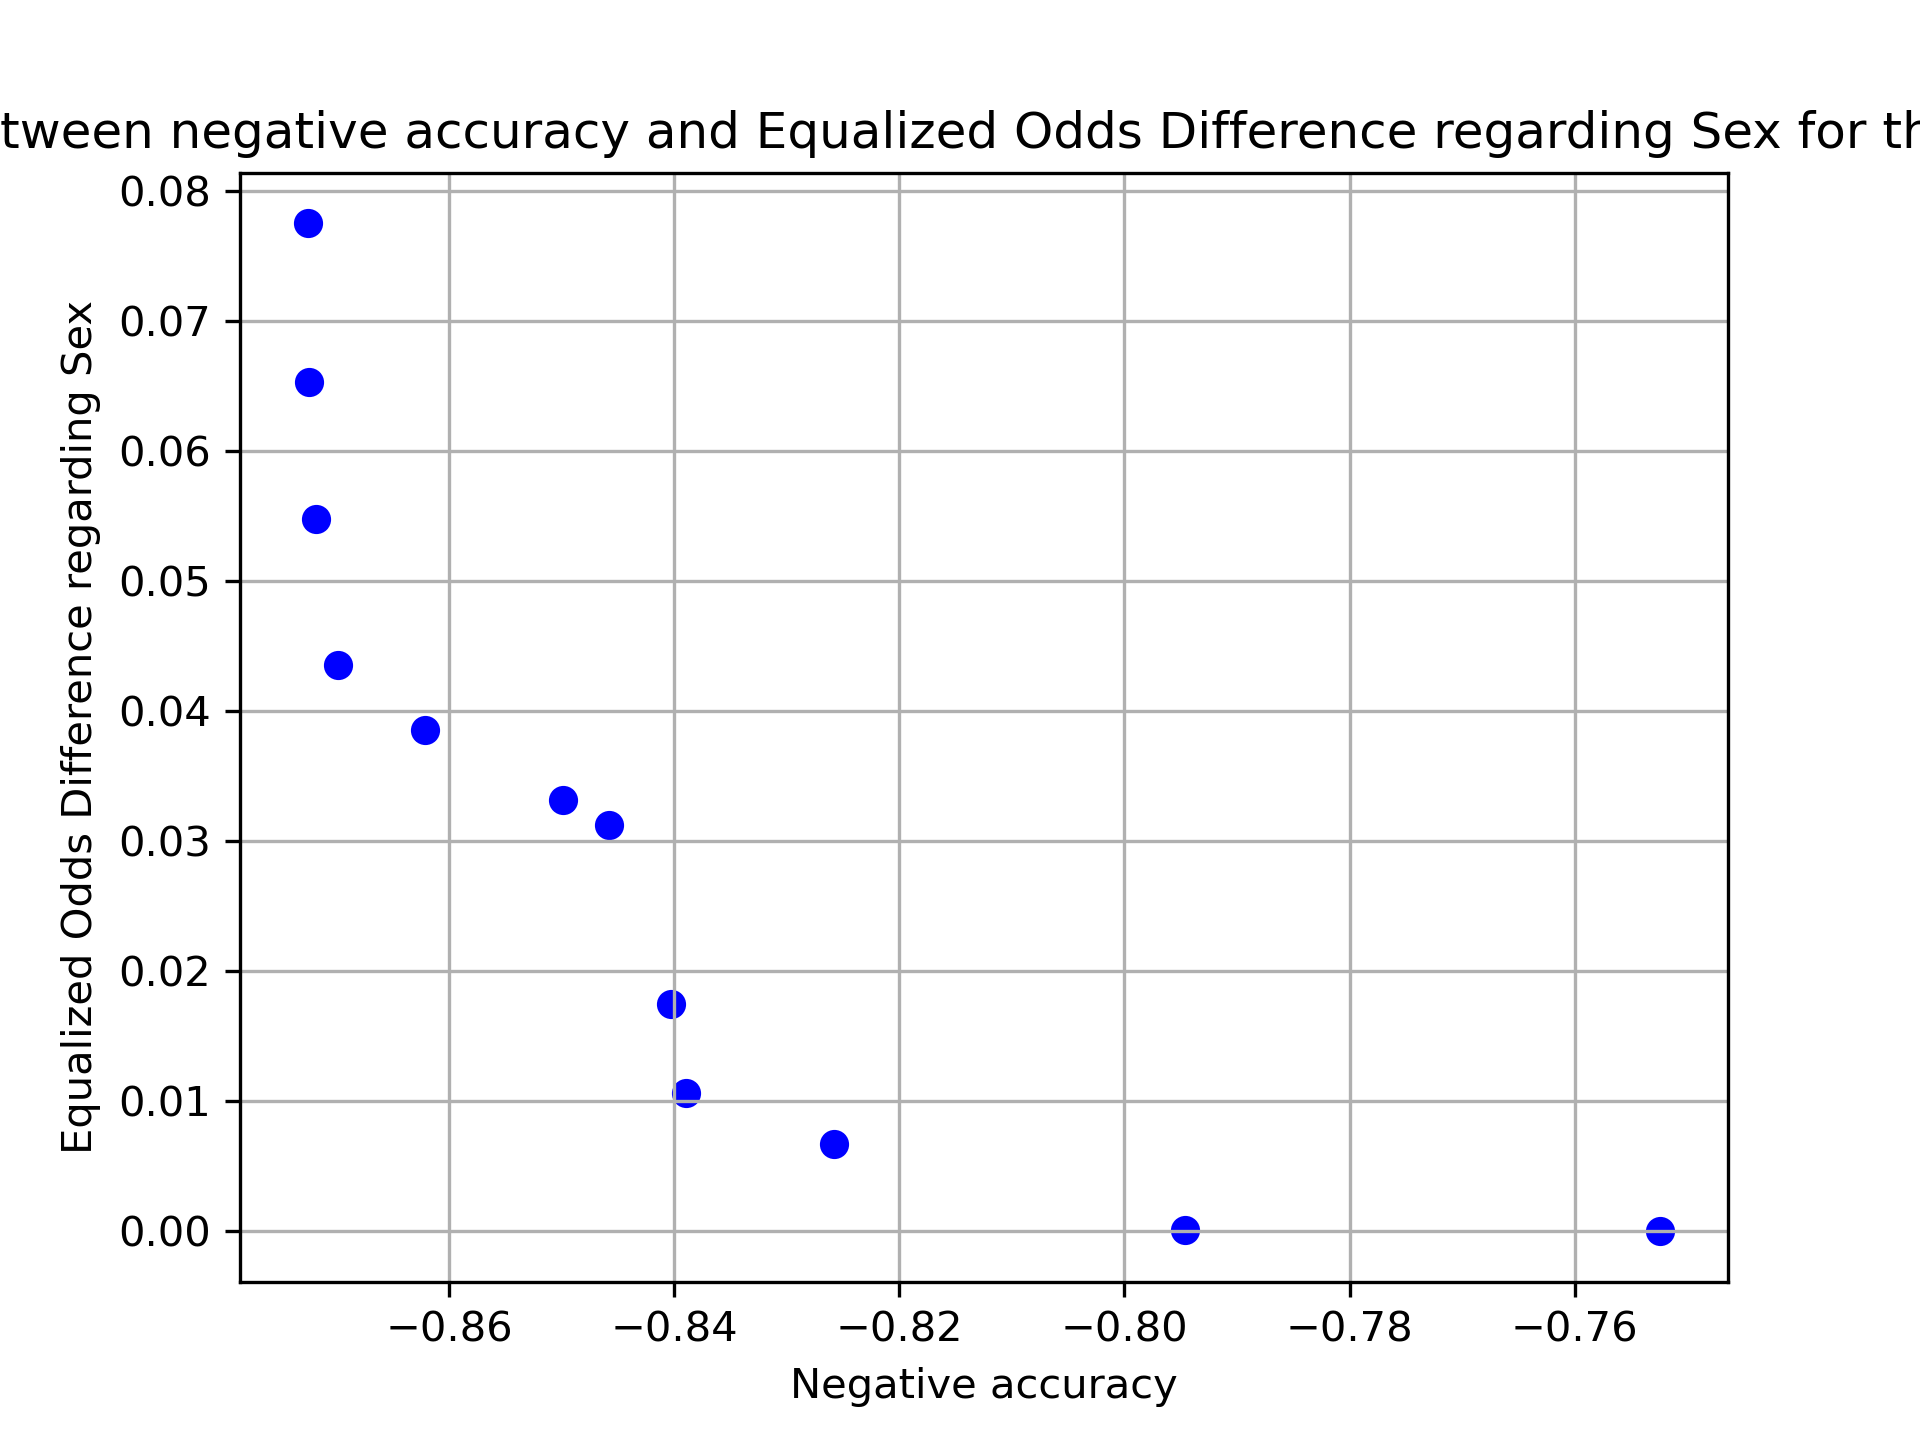 tween negative accuracy and Equalized Odds Difference regarding Sex for th
Equalized Odds Difference regarding Sex
0.08
0.07
0.06
0.05
0.04
0.03
0.02
0.01
0.00
−0.86 −0.84 −0.82 −0.80 −0.78 −0.76
Negative accuracy